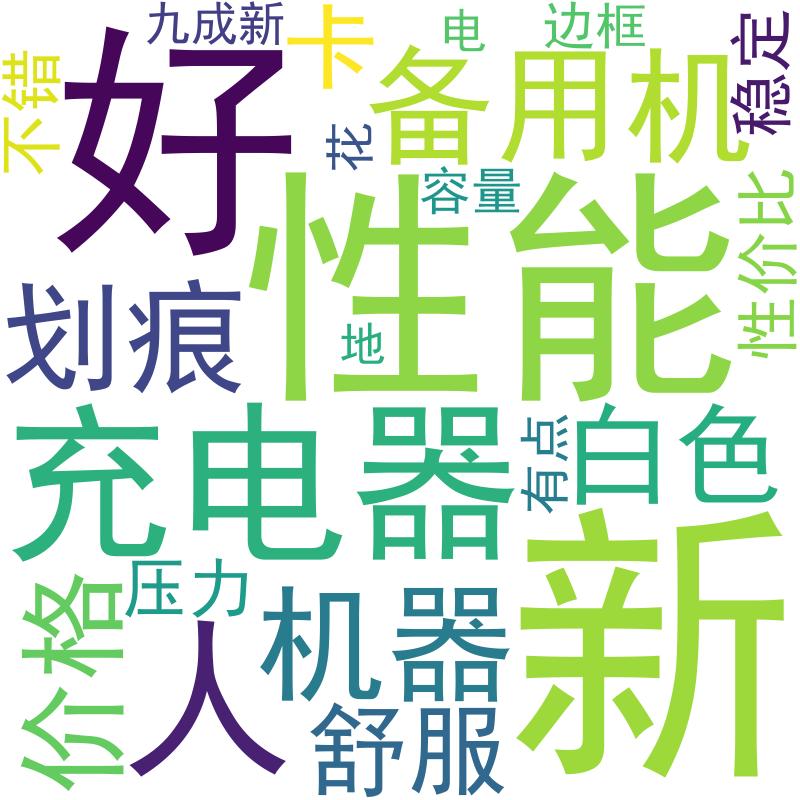 九成新
卡
电
边框
稳定
不错
好
备用机
花
容量
性能
性价比
划痕
地
充电器
有点
白色
新
价格
压力
人
机器
舒服